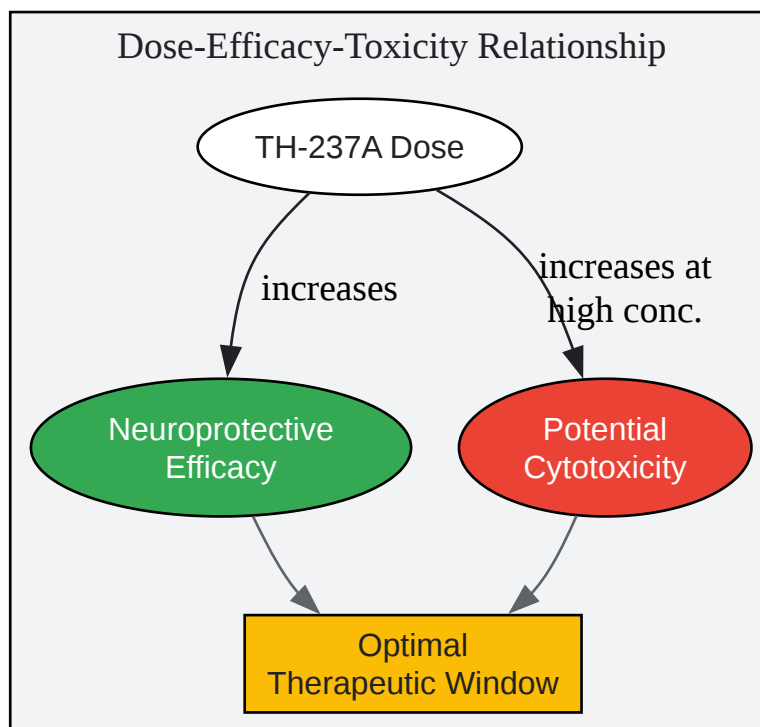 Dose-Efficacy-Toxicity Relationship
TH-237A Dose
increases
increases at
high conc.
Neuroprotective
Efficacy
Potential
Cytotoxicity
Optimal
Therapeutic Window